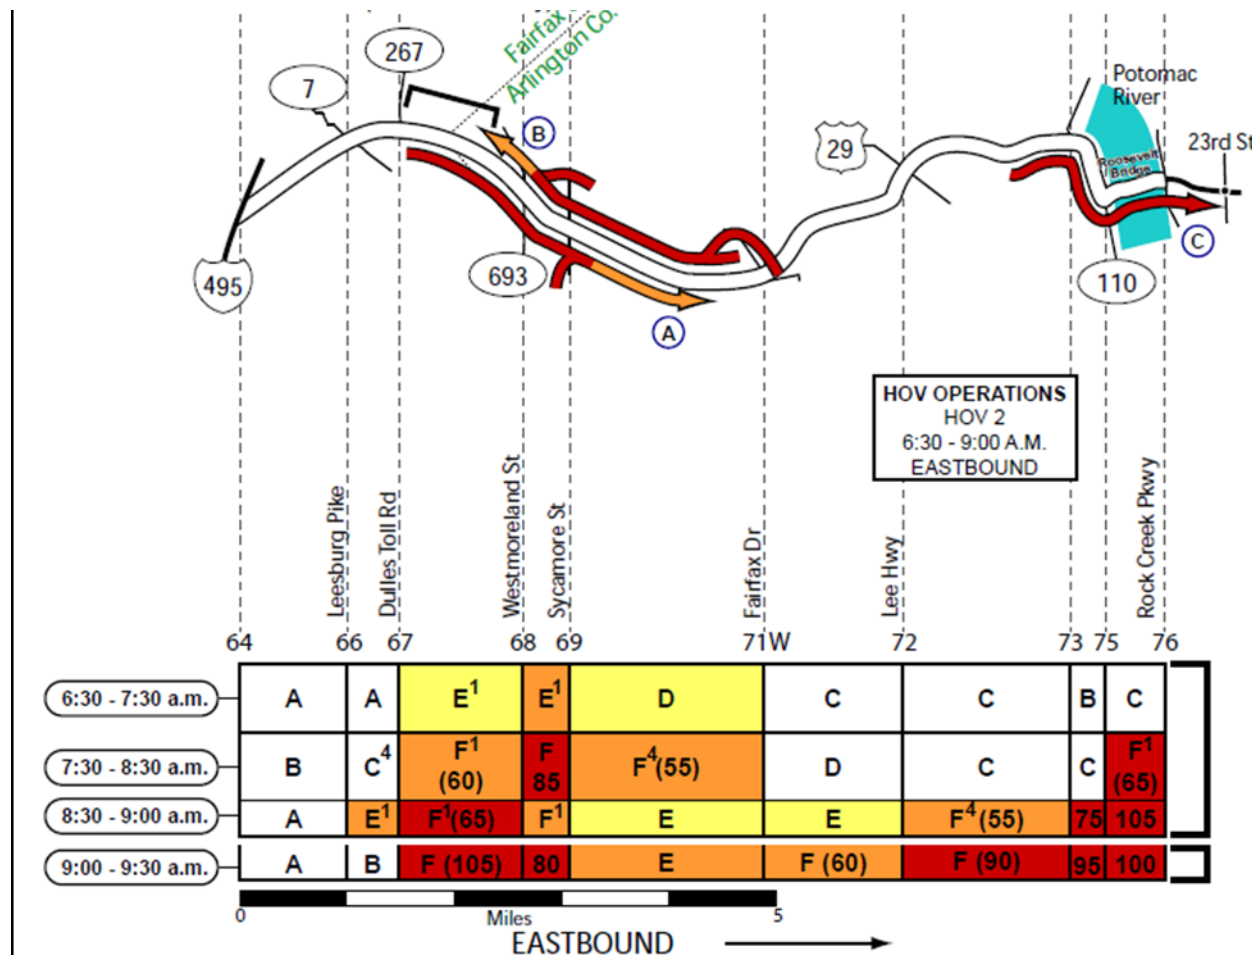 Fairfax
Arlington Co.
267
7
B
A
29
Potomac
River
Roosevelt
Bridge
23rd St
C
495
693
110
HOV OPERATIONS
HOV 2
6:30 - 9:00 A.M.
EASTBOUND
Leesburg Pike
Dulles Toll Rd
Westmoreland St
Sycamore St
Fairfax Dr
Lee Hwy
Rock Creek Pkwy
64 66 67 68 69 71W 72 73 75 76
6:30 - 7:30 a.m. A A E¹ E¹ D C C B C
7:30 - 8:30 a.m. B C⁴ F¹ (60) F 85 F⁴(55) D C C F¹ (65)
8:30 - 9:00 a.m. A E¹ F¹(65) F¹ E E F⁴(55) 75 105
9:00 - 9:30 a.m. A B F (105) 80 E F (60) F (90) 95 100
0 Miles 5
EASTBOUND